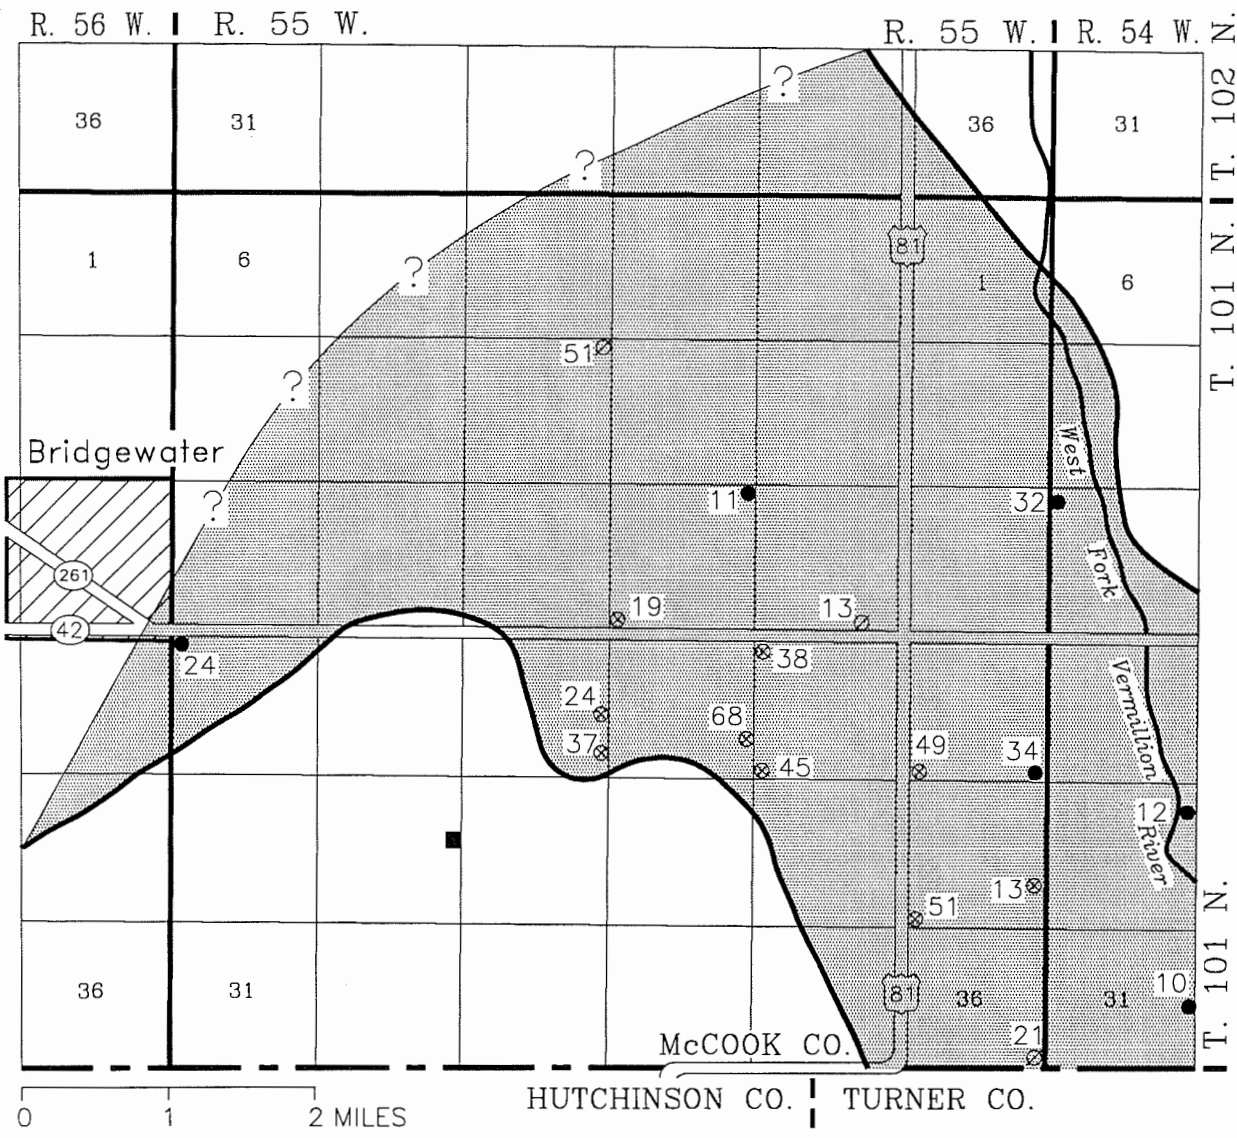 R. 56 W. R. 55 W. R. 55 W. R. 54 W.
T. 102 N.
36 31 36 31
?
?
1 6 81 1 6
T. 101 N.
?
51
?
Bridgewater
West
11 32
?
261
Fork
19 13
42
24 38
Vermillion
24 68
37 45 49 34
12
River
13
51
T. 101 N.
36 31 81 36 31
10
21
McCOOK CO.
HUTCHINSON CO. TURNER CO.
0 1 2 MILES